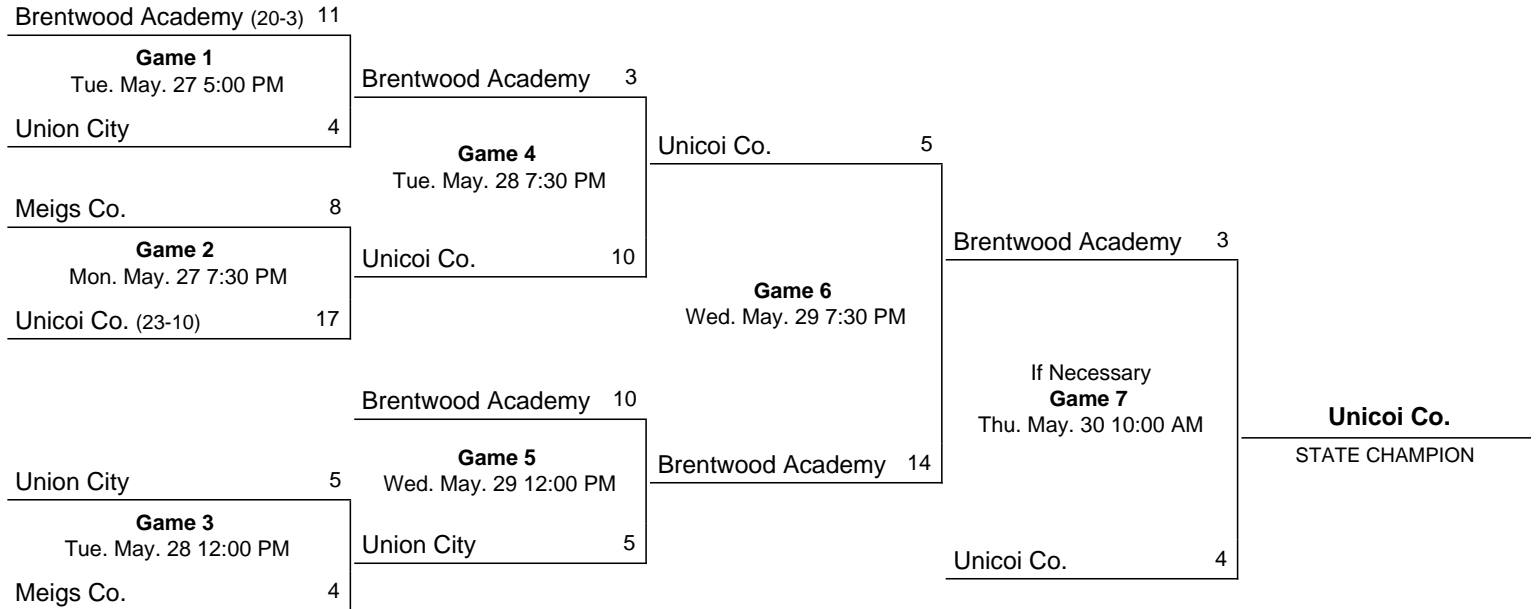 Brentwood Academy (20-3) 11
Game 1
Tue. May. 27 5:00 PM
Union City 4
Meigs Co. 8
Game 2
Mon. May. 27 7:30 PM
Unicoi Co. (23-10) 17
Union City 5
Game 3
Tue. May. 28 12:00 PM
Meigs Co. 4
Brentwood Academy 3
Game 4
Tue. May. 28 7:30 PM
Unicoi Co. 10
Brentwood Academy 10
Game 5
Wed. May. 29 12:00 PM
Union City 5
Unicoi Co. 5
Game 6
Wed. May. 29 7:30 PM
Brentwood Academy 14
Brentwood Academy 3
If Necessary
Game 7
Thu. May. 30 10:00 AM
Unicoi Co. 4
Unicoi Co.
STATE CHAMPION